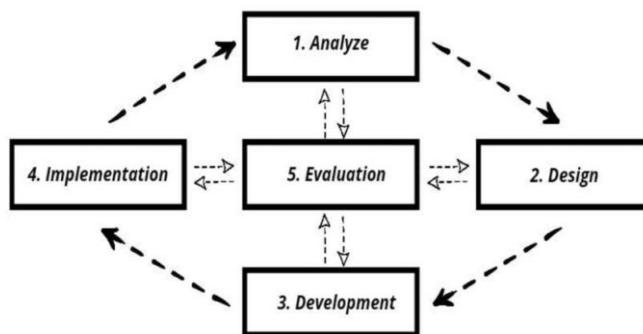 1. Analyze
4. Implementation
5. Evaluation
2. Design
3. Development